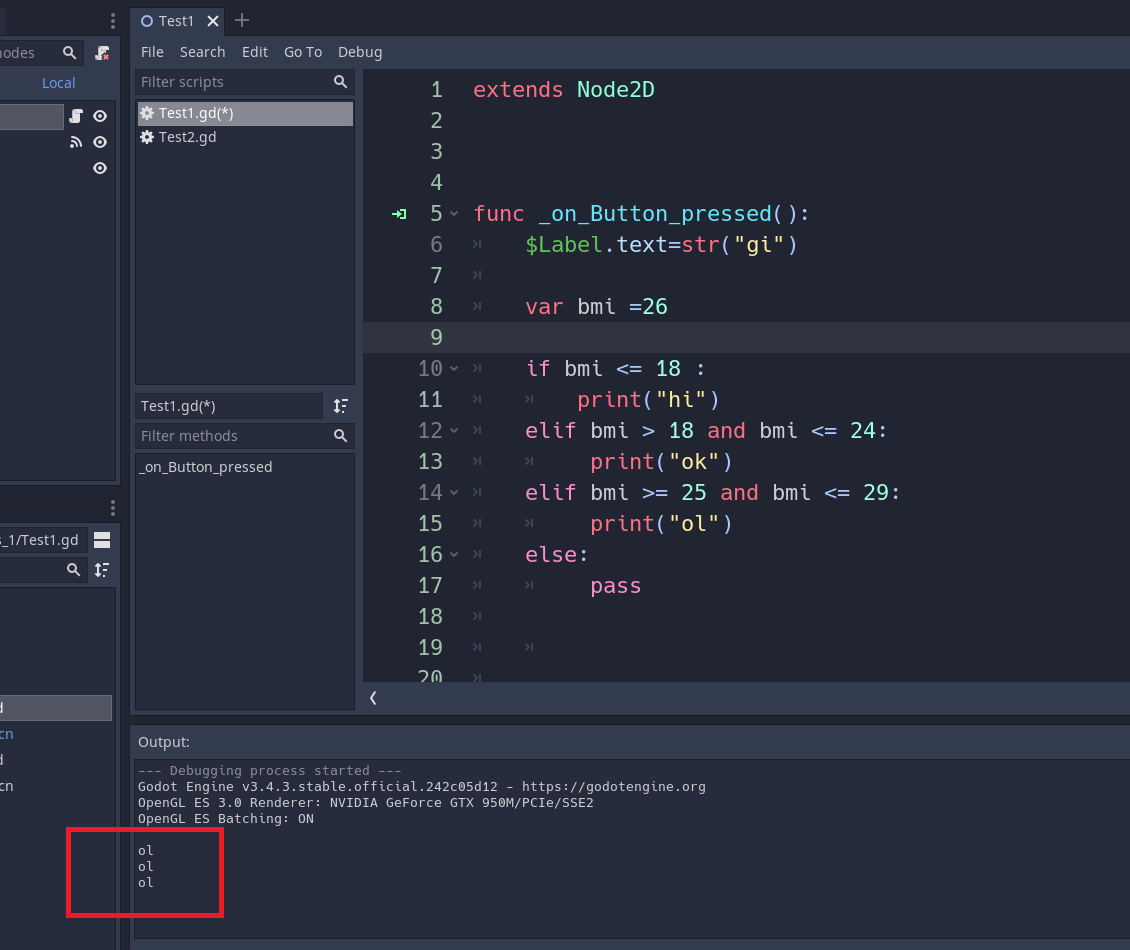 Test1
nodes
File Search Edit Go To Debug
Local
Filter scripts
Test1.gd(*)
Test2.gd
Test1.gd(*)
Filter methods
_on_Button_pressed
s_1/Test1.gd
d
cn
d
cn
1 extends Node2D
2
3
4
5 func _on_Button_pressed():
6 $Label.text=str("gi")
7
8 var bmi =26
9
10 if bmi <= 18 :
11 print("hi")
12 elif bmi > 18 and bmi <= 24:
13 print("ok")
14 elif bmi >= 25 and bmi <= 29:
15 print("ol")
16 else:
17 pass
18
19
20
Output:
--- Debugging process started ---
Godot Engine v3.4.3.stable.official.242c05d12 - https://godotengine.org
OpenGL ES 3.0 Renderer: NVIDIA GeForce GTX 950M/PCIe/SSE2
OpenGL ES Batching: ON
ol
ol
ol